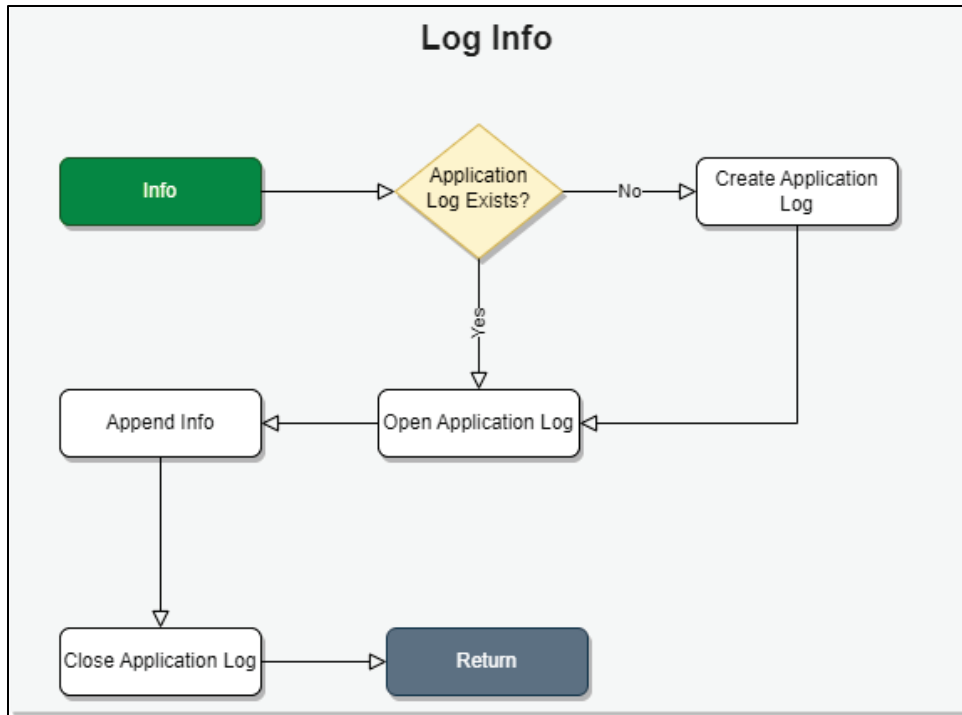 Log Info
Info
Application
Log Exists?
No
Create Application
Log
Yes
Append Info
Open Application Log
Close Application Log
Return